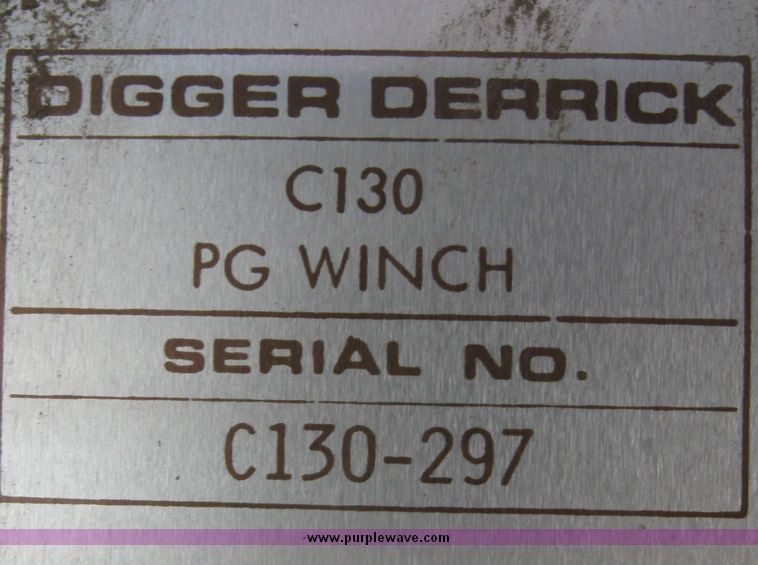 DIGGER DERRICK
C130
PG WINCH
SERIAL NO.
C130-297
www.purplewave.com